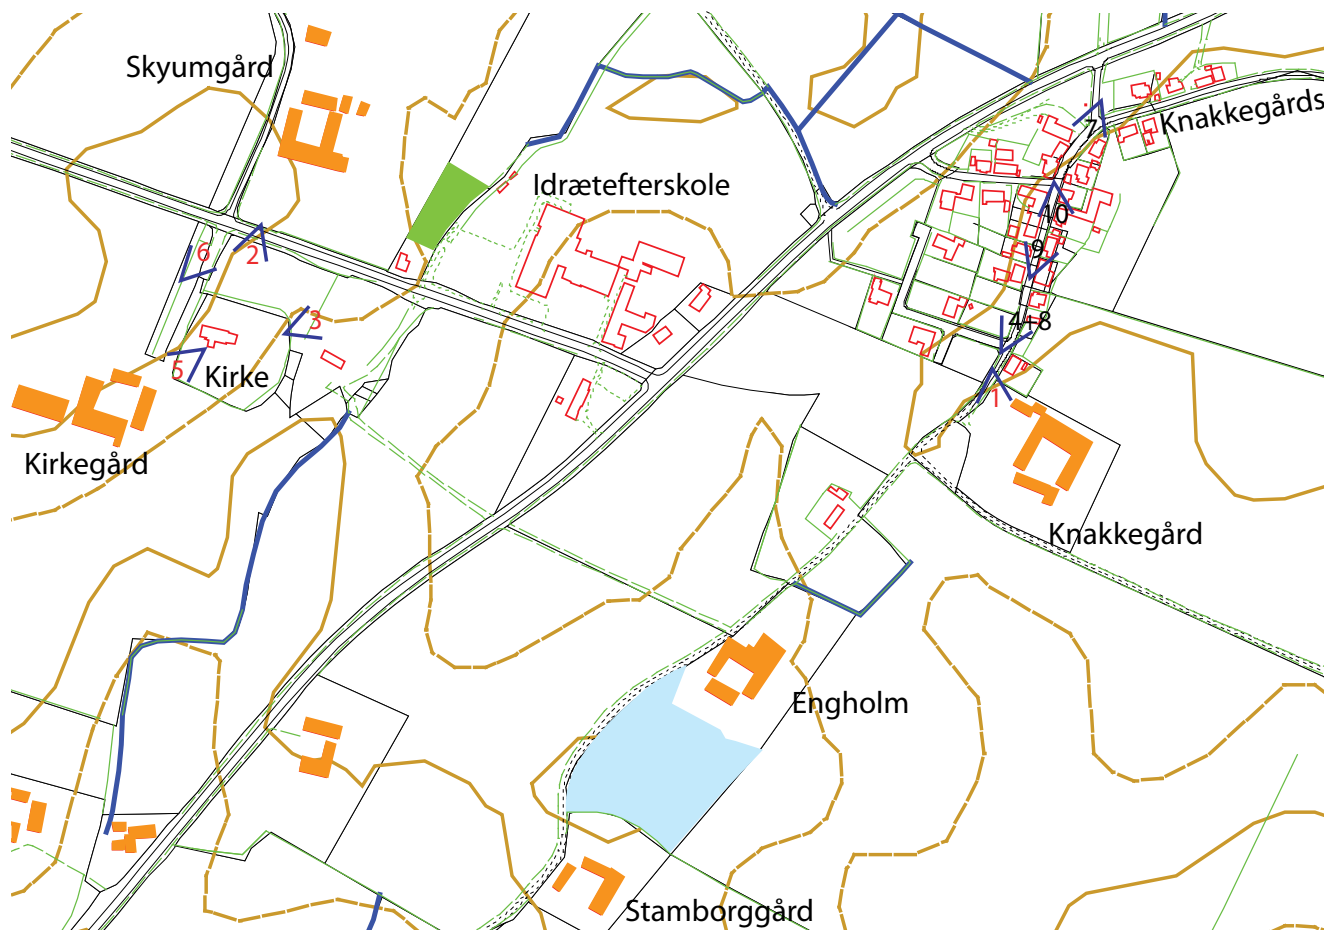 Skyumgård
Knakkegårds
7
Idrætefterskole
10
6
2
9
3
4+8
5
Kirke
1
Kirkegård
Knakkegård
Engholm
Stamborggård